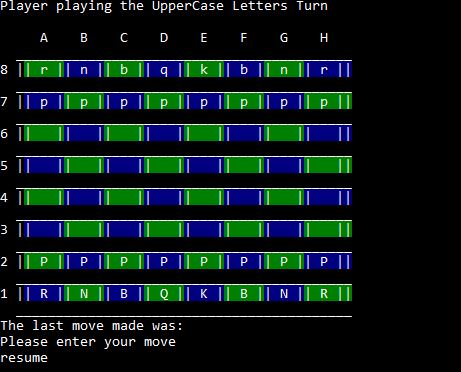 Player playing the UpperCase Letters Turn
A B C D E F G H
8 ||r||n||b||q||k||b||n||r||
7 ||p||p||p||p||p||p||p||p||
6 || || || || || || || || ||
5 || || || || || || || || ||
4 || || || || || || || || ||
3 || || || || || || || || ||
2 ||P||P||P||P||P||P||P||P||
1 ||R||N||B||Q||K||B||N||R||
The last move made was:
Please enter your move
resume